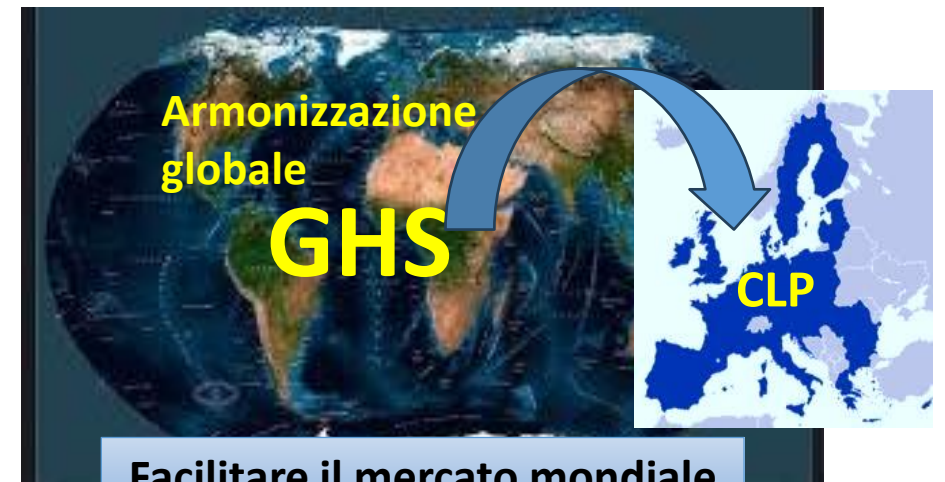 Armonizzazione
globale
GHS
CLP
Facilitare il mercato mondiale